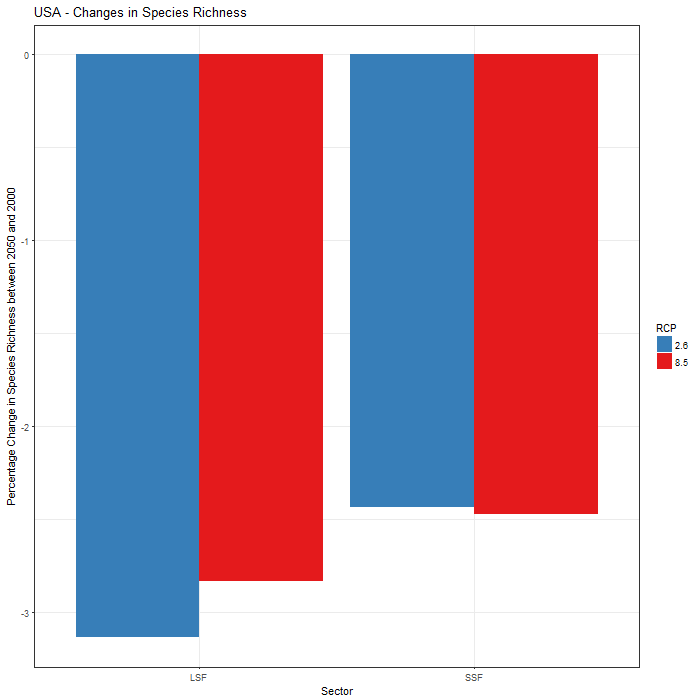 USA - Changes in Species Richness
Percentage Change in Species Richness between 2050 and 2000
0
-1
-2
-3
LSF
SSF
Sector
RCP
2.6
8.5